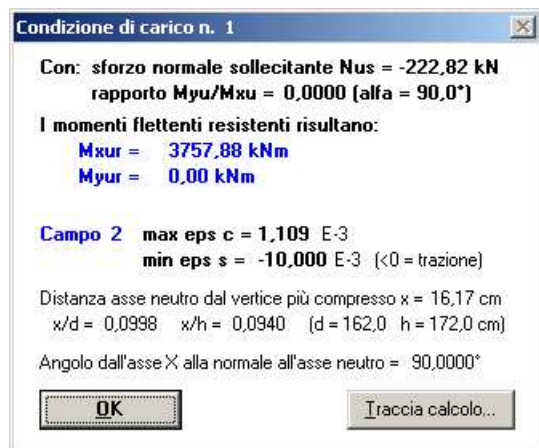 Condizione di carico n. 1
Con: sforzo normale sollecitante Nus = -222,82 kN
rapporto Myu/Mxu = 0,0000 (alfa = 90,0°)
I momenti flettenti resistenti risultano:
Mxur = 3757,88 kNm
Myur = 0,00 kNm
Campo 2 max eps c = 1,109 E-3
min eps s = -10,000 E-3 (<0 = trazione)
Distanza asse neutro dal vertice più compresso x = 16,17 cm
x/d = 0,0998 x/h = 0,0940 (d = 162,0 h = 172,0 cm)
Angolo dall'asse X alla normale all'asse neutro = 90,0000°
OK
Traccia calcolo...